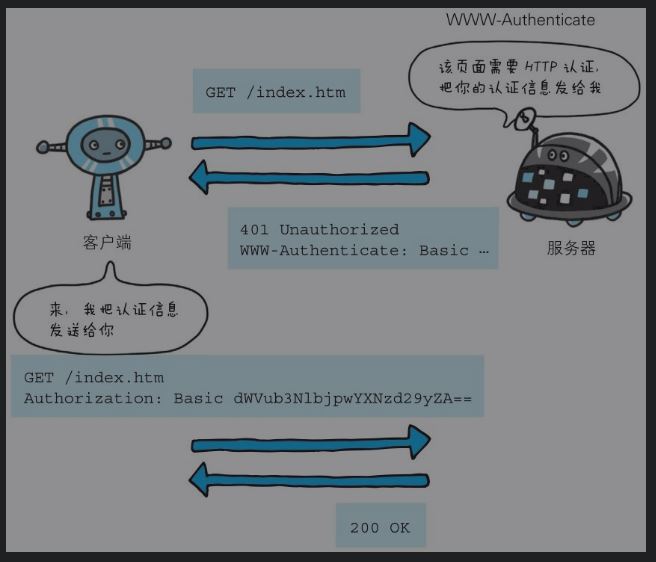 WWW-Authenticate
该页面需要 HTTP 认证,
把你的认证信息发给我
GET /index.htm
401 Unauthorized
WWW-Authenticate: Basic …
客户端
服务器
来, 我把认证信息
发送给你
GET /index.htm
Authorization: Basic dWVub3NlbjpwYXNzd29yZA==
200 OK